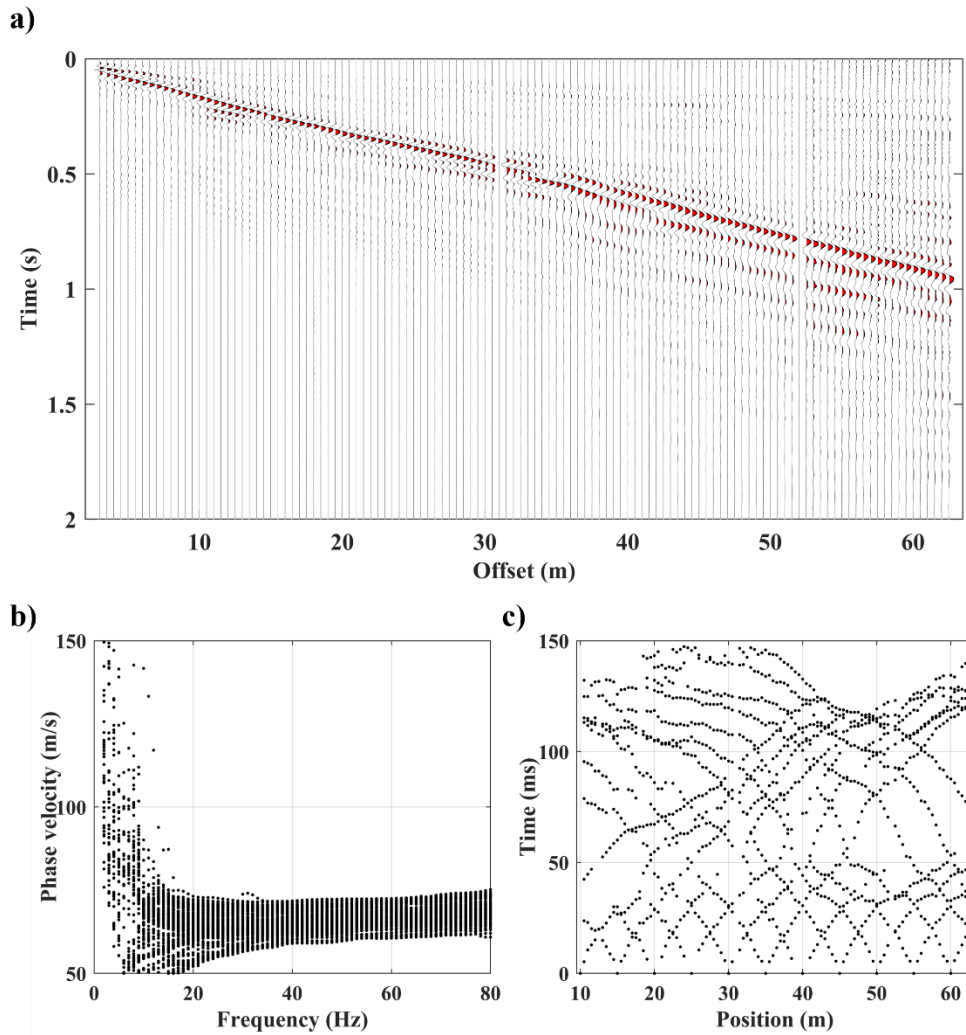 a)
0
0.5
1
1.5
2
Time (s)
10 20 30 40 50 60
Offset (m)
b)
150
100
50
Phase velocity (m/s)
0 20 40 60 80
Frequency (Hz)
c)
150
100
50
0
Time (ms)
10 20 30 40 50 60
Position (m)